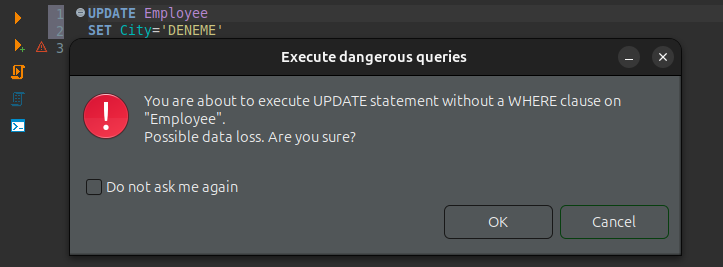 1 UPDATE Employee
2 SET City='DENEME'
3
Execute dangerous queries
You are about to execute UPDATE statement without a WHERE clause on
"Employee".
Possible data loss. Are you sure?
Do not ask me again
OK Cancel